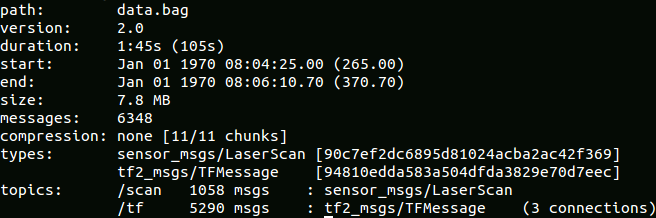 path:        data.bag
version:     2.0
duration:    1:45s (105s)
start:       Jan 01 1970 08:04:25.00 (265.00)
end:         Jan 01 1970 08:06:10.70 (370.70)
size:        7.8 MB
messages:    6348
compression: none [11/11 chunks]
types:       sensor_msgs/LaserScan [90c7ef2dc6895d81024acba2ac42f369]
             tf2_msgs/TFMessage    [94810edda583a504dfda3829e70d7eec]
topics:      /scan   1058 msgs    : sensor_msgs/LaserScan
             /tf     5290 msgs    : tf2_msgs/TFMessage    (3 connections)